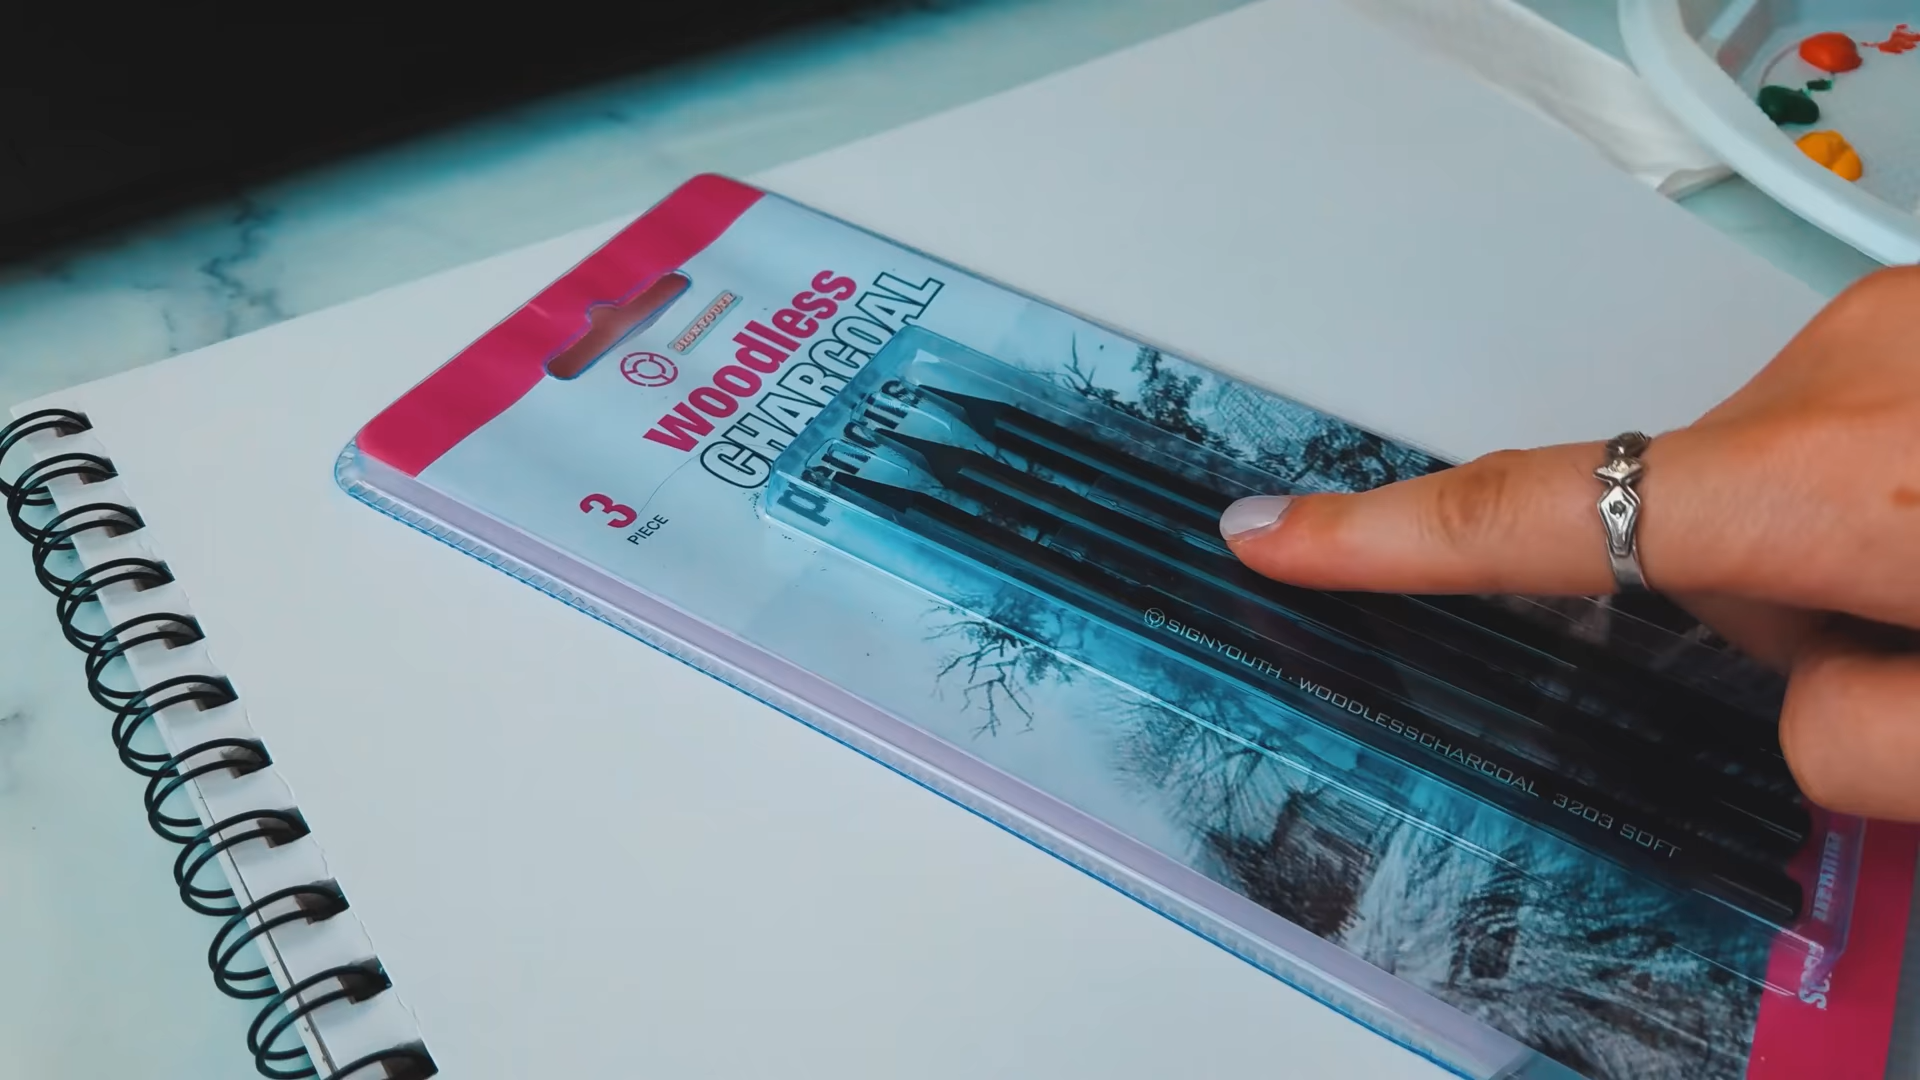 SIGNYOUTH
woodless
CHARCOAL
pencils
3
PIECE
SIGNYOUTH · WOODLESSCHARCOAL 3203 SOFT